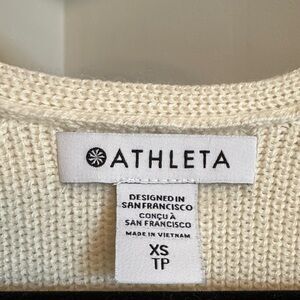 ATHLETA
DESIGNED IN
SAN FRANCISCO
CONÇU À
SAN FRANCISCO
MADE IN VIETNAM
XS
TP